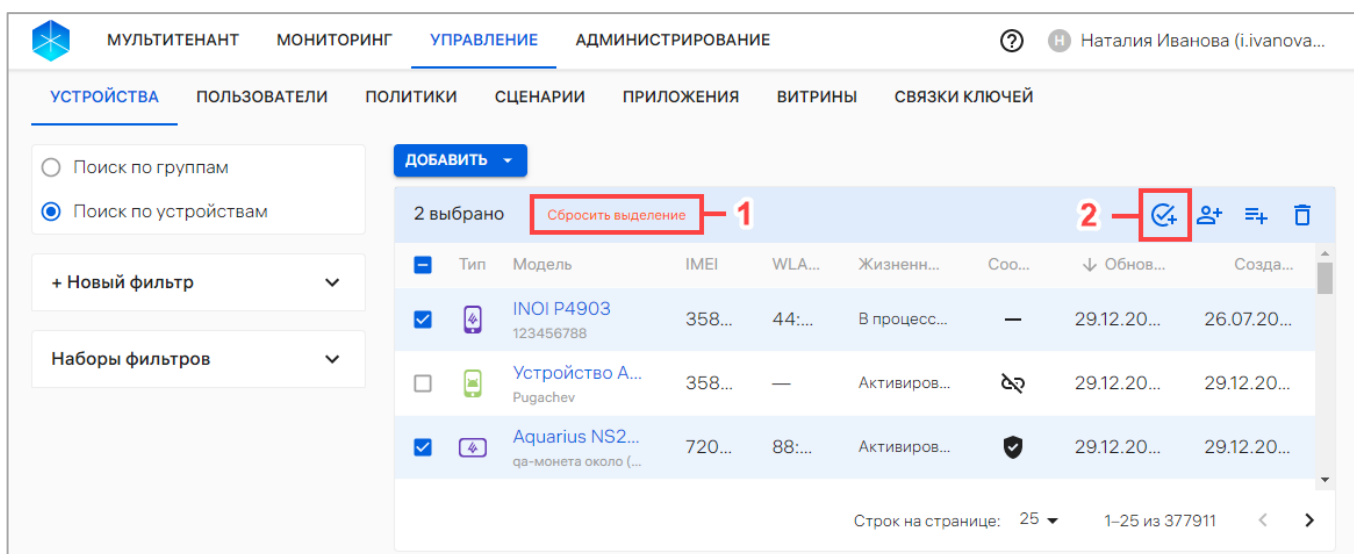 МУЛЬТИТЕНАНТ МОНИТОРИНГ УПРАВЛЕНИЕ АДМИНИСТРИРОВАНИЕ ? Н Наталия Иванова (i.ivanova...
УСТРОЙСТВА ПОЛЬЗОВАТЕЛИ ПОЛИТИКИ СЦЕНАРИИ ПРИЛОЖЕНИЯ ВИТРИНЫ СВЯЗКИ КЛЮЧЕЙ
Поиск по группам
Поиск по устройствам
+ Новый фильтр
Наборы фильтров
ДОБАВИТЬ
2 выбрано Сбросить выделение 1 2
Тип Модель IMEI WLA... Жизненн... Соо... ↓ Обнов... Созда...
INOI P4903 358... 44:... В процесс... — 29.12.20... 26.07.20...
123456788
Устройство A... 358... — Активиров... 29.12.20... 29.12.20...
Pugachev
Aquarius NS2... 720... 88:... Активиров... 29.12.20... 29.12.20...
qa-монета около (...
Строк на странице: 25 1–25 из 377911 < >